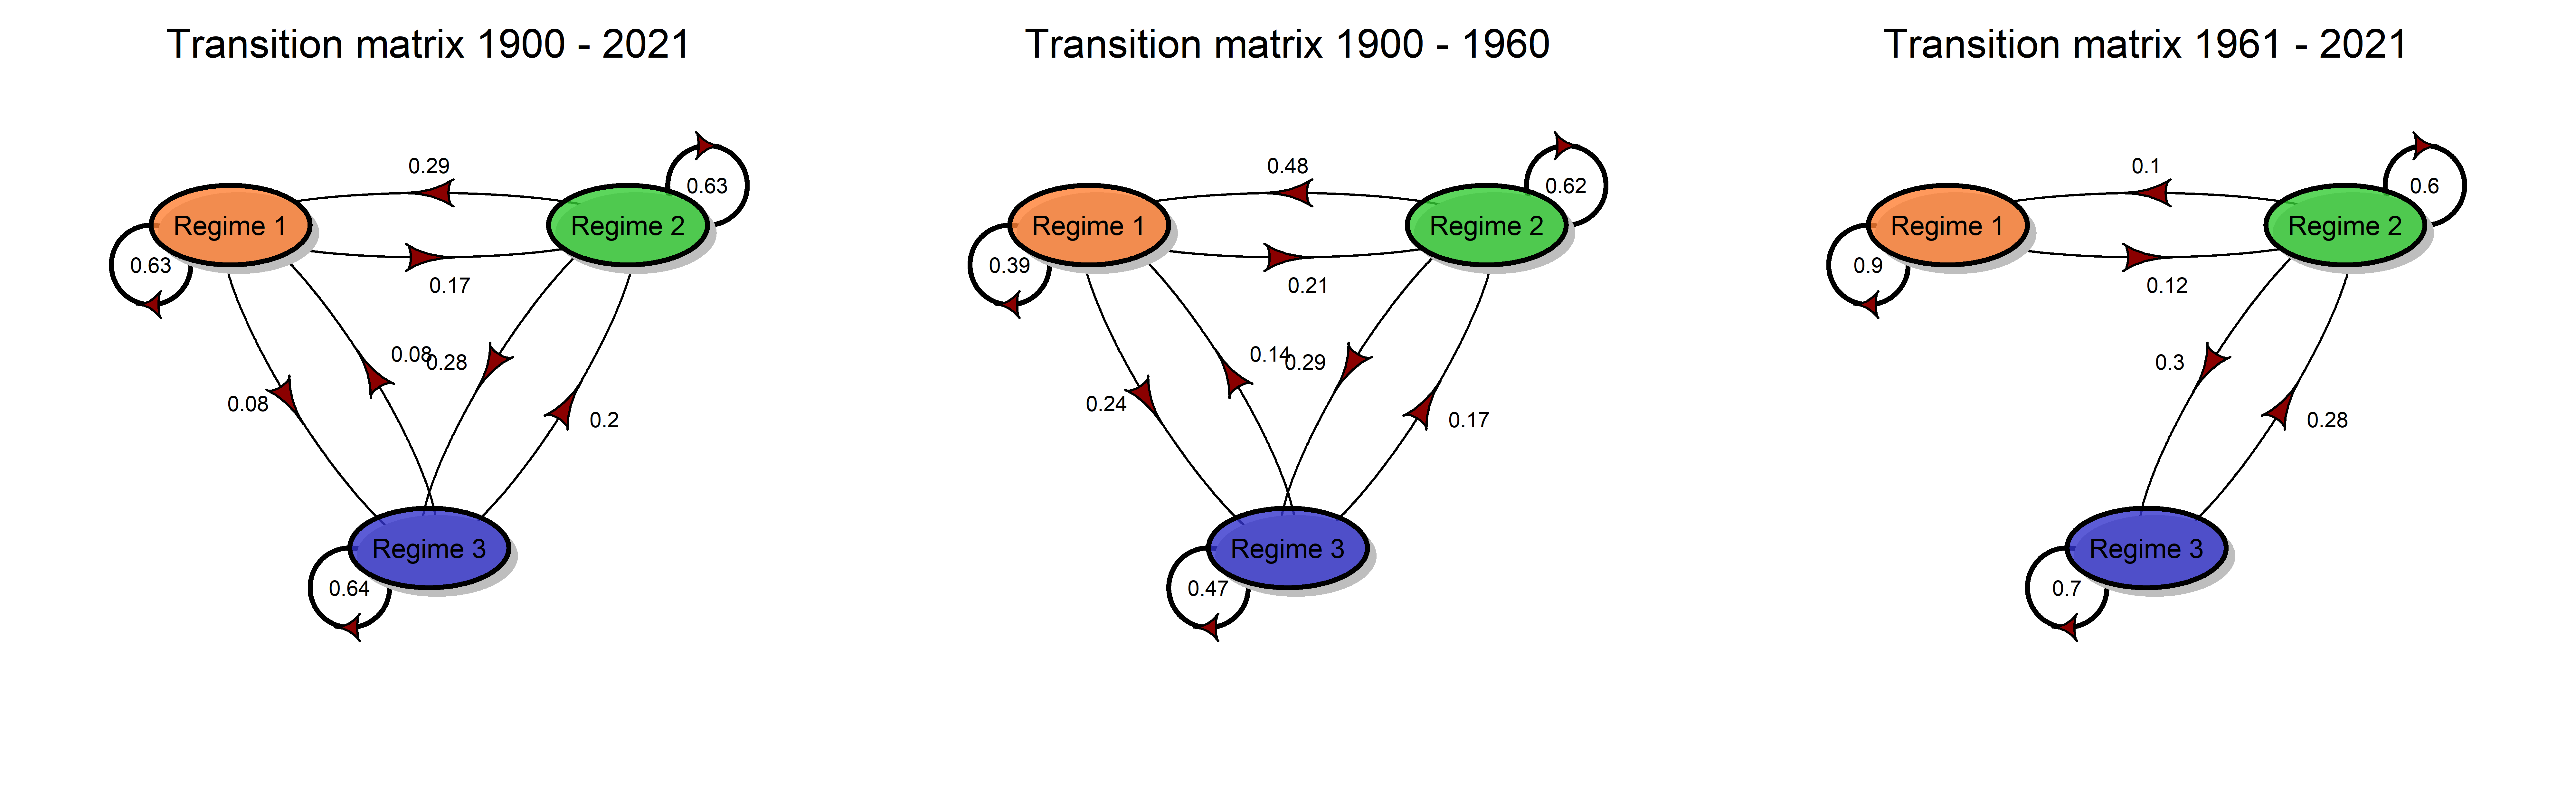 Transition matrix 1900 - 2021
0.29
0.63
Regime 1
Regime 2
0.63
0.17
0.08
0.28
0.08
0.2
Regime 3
0.64
Transition matrix 1900 - 1960
0.48
0.62
Regime 1
Regime 2
0.39
0.21
0.14
0.29
0.24
0.17
Regime 3
0.47
Transition matrix 1961 - 2021
0.1
0.6
Regime 1
Regime 2
0.9
0.12
0.3
0.28
Regime 3
0.7